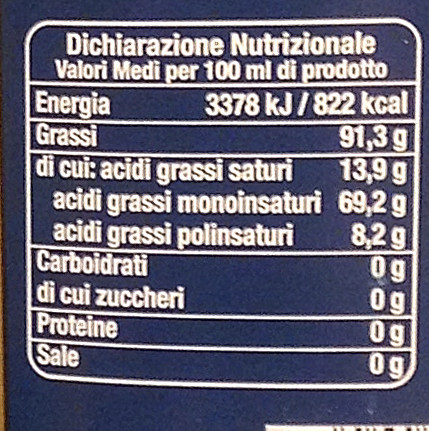 Dichiarazione Nutrizionale
Valori Medi per 100 ml di prodotto
Energia 3378 kJ / 822 kcal
Grassi 91,3 g
di cui: acidi grassi saturi 13,9 g
acidi grassi monoinsaturi 69,2 g
acidi grassi polinsaturi 8,2 g
Carboidrati 0 g
di cui zuccheri 0 g
Proteine 0 g
Sale 0 g